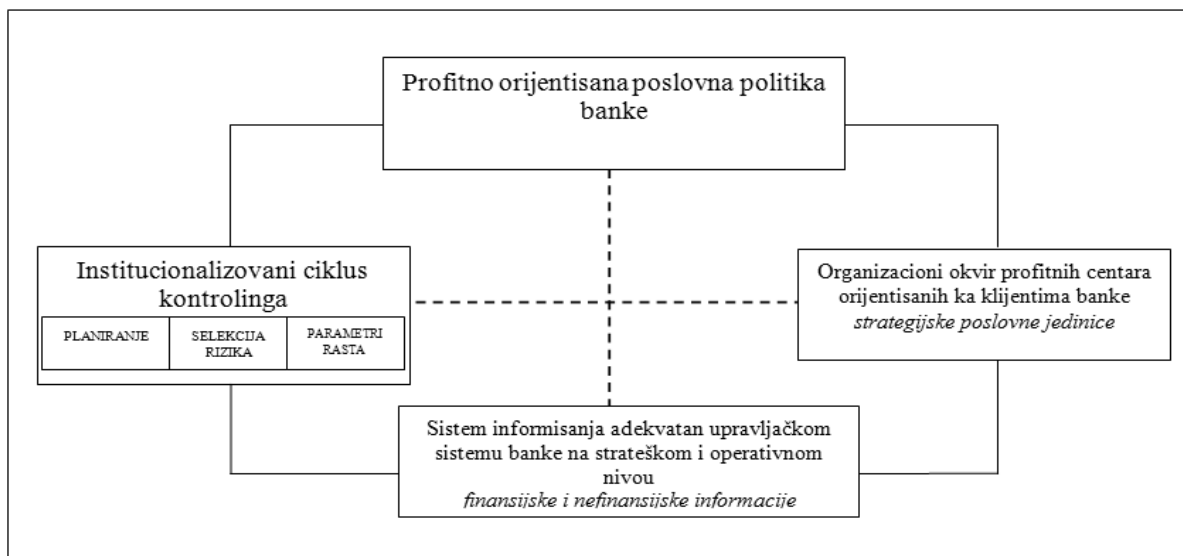 Profitno orijentisana poslovna politika
banke
Institucionalizovani ciklus
kontrolinga
PLANIRANJE
SELEKCIJA
RIZIKA
PARAMETRI
RASTA
Organizacioni okvir profitnih centara
orijentisanih ka klijentima banke
strategijske poslovne jedinice
Sistem informisanja adekvatan upravljačkom
sistemu banke na strateškom i operativnom
nivou
finansijske i nefinansijske informacije